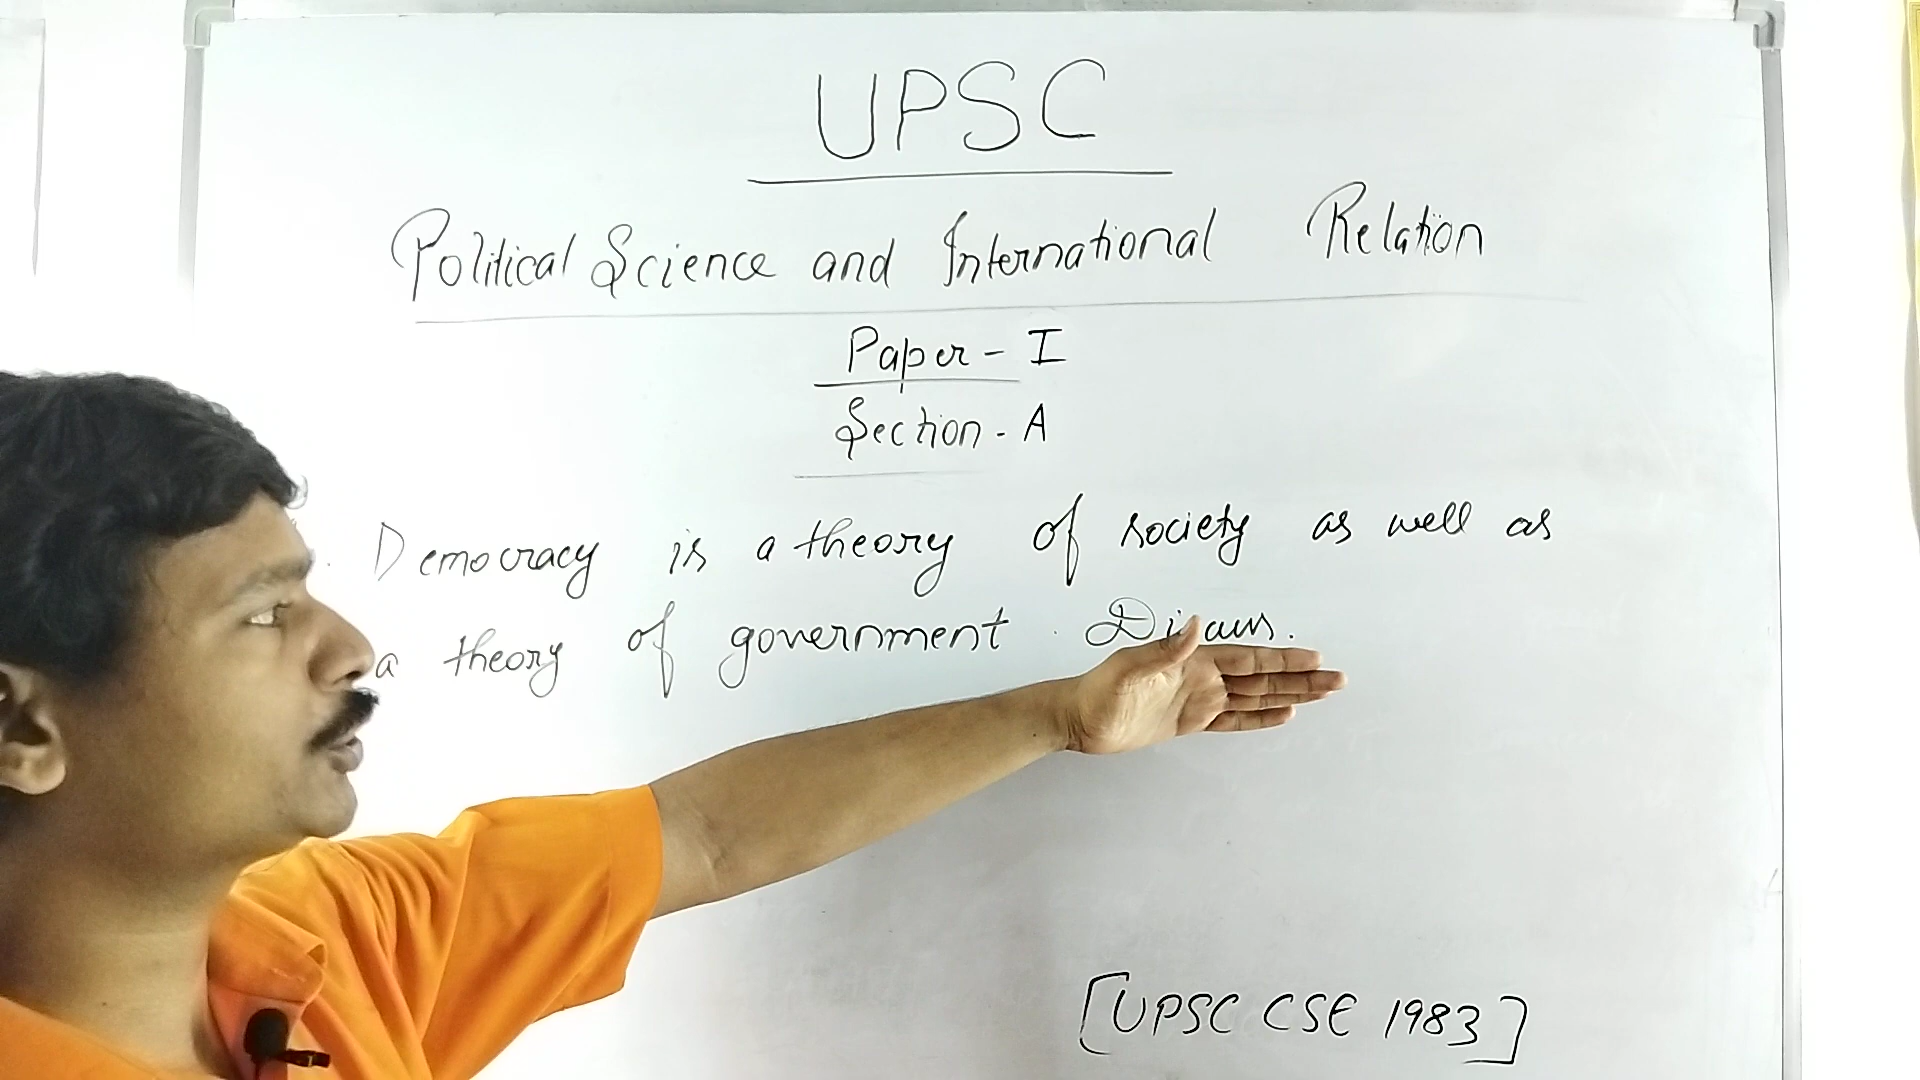 UPSC
Political Science and International Relation
Paper - I
Section - A
Democracy is a theory of society as well as
a theory of government. Discuss.
[UPSC CSE 1983]